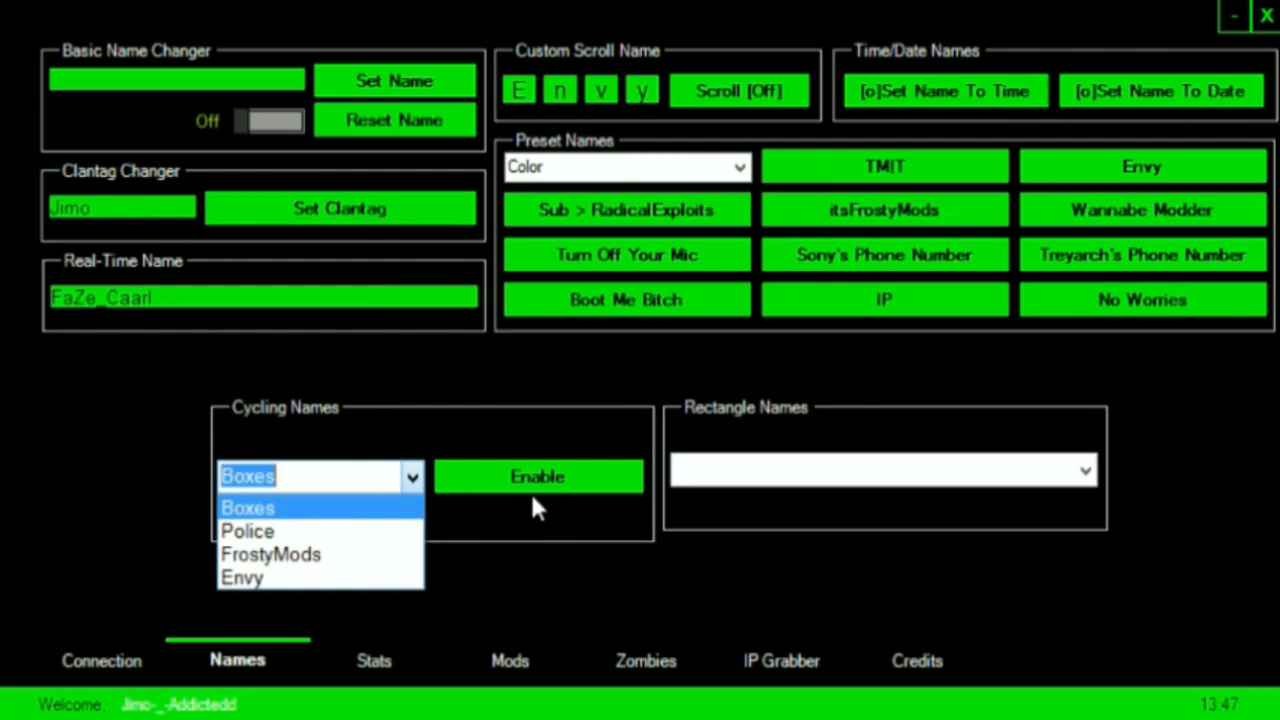 - X
Basic Name Changer
Set Name
Off
Reset Name
Custom Scroll Name
E n v y Scroll [Off]
Time/Date Names
[o]Set Name To Time [o]Set Name To Date
Clantag Changer
Jimo Set Clantag
Real-Time Name
FaZe_Caarl
Preset Names
Color TMIT Envy
Sub > RadicalExploits itsFrostyMods Wannabe Modder
Turn Off Your Mic Sony's Phone Number Treyarch's Phone Number
Boot Me Bitch IP No Worries
Cycling Names
Boxes Enable
Boxes
Police
FrostyMods
Envy
Rectangle Names
Connection Names Stats Mods Zombies IP Grabber Credits
Welcome, Jimo-_-Addictedd 13:47